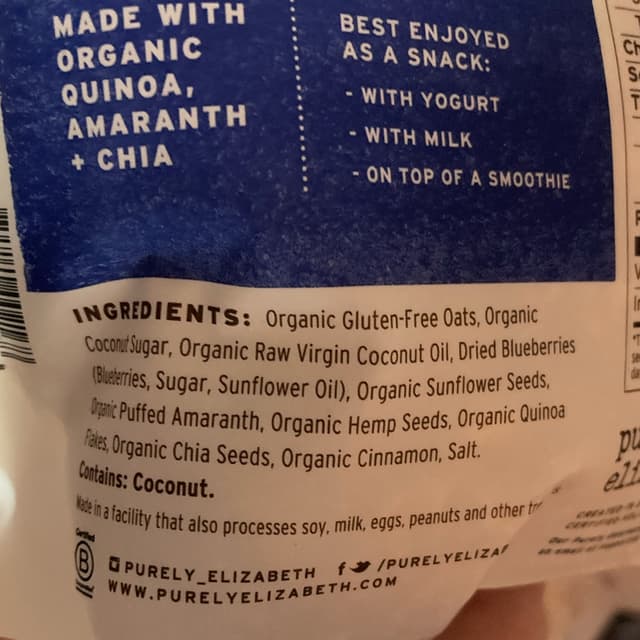 MADE WITH
ORGANIC
QUINOA,
AMARANTH
+ CHIA
BEST ENJOYED
AS A SNACK:
- WITH YOGURT
- WITH MILK
- ON TOP OF A SMOOTHIE
INGREDIENTS: Organic Gluten-Free Oats, Organic
Coconut Sugar, Organic Raw Virgin Coconut Oil, Dried Blueberries
(Blueberries, Sugar, Sunflower Oil), Organic Sunflower Seeds,
Organic Puffed Amaranth, Organic Hemp Seeds, Organic Quinoa
Flakes, Organic Chia Seeds, Organic Cinnamon, Salt.
Contains: Coconut.
Made in a facility that also processes soy, milk, eggs, peanuts and other
Certified
B
PURELY_ELIZABETH f /PURELYELIZA
WWW.PURELYELIZABETH.COM
pu
eli